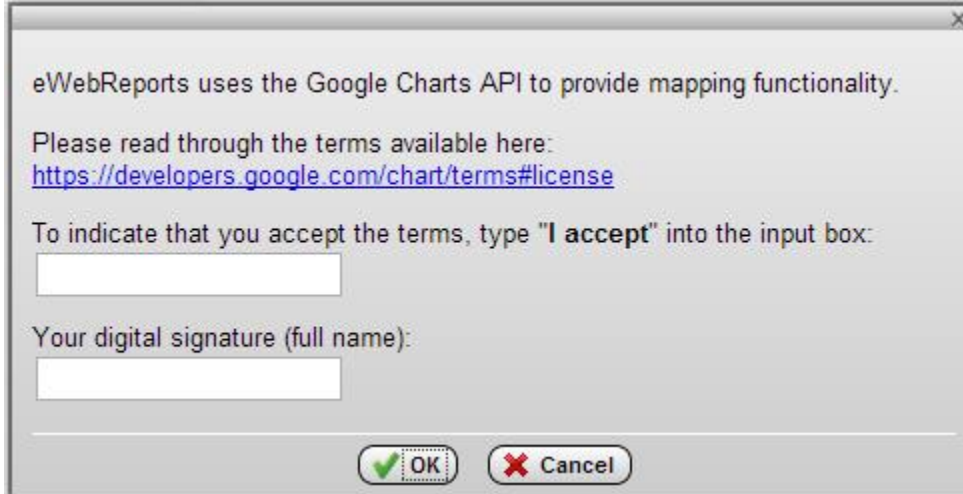 eWebReports uses the Google Charts API to provide mapping functionality.
Please read through the terms available here:
https://developers.google.com/chart/terms#license
To indicate that you accept the terms, type "I accept" into the input box:
Your digital signature (full name):
OK
Cancel